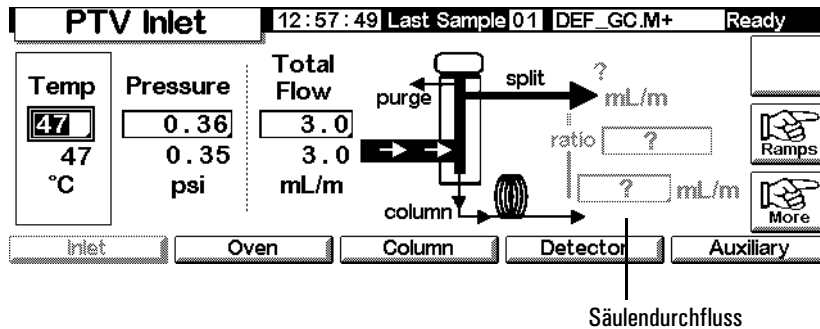 PTV Inlet 12:57:49 Last Sample 01 DEF_GC.M+ Ready
Temp Pressure Total Flow
47 0.36 3.0
47 0.35 3.0
°C psi mL/m
purge split ? mL/m
ratio ?
column ? mL/m
Ramps
More
Inlet Oven Column Detector Auxiliary
Säulendurchfluss